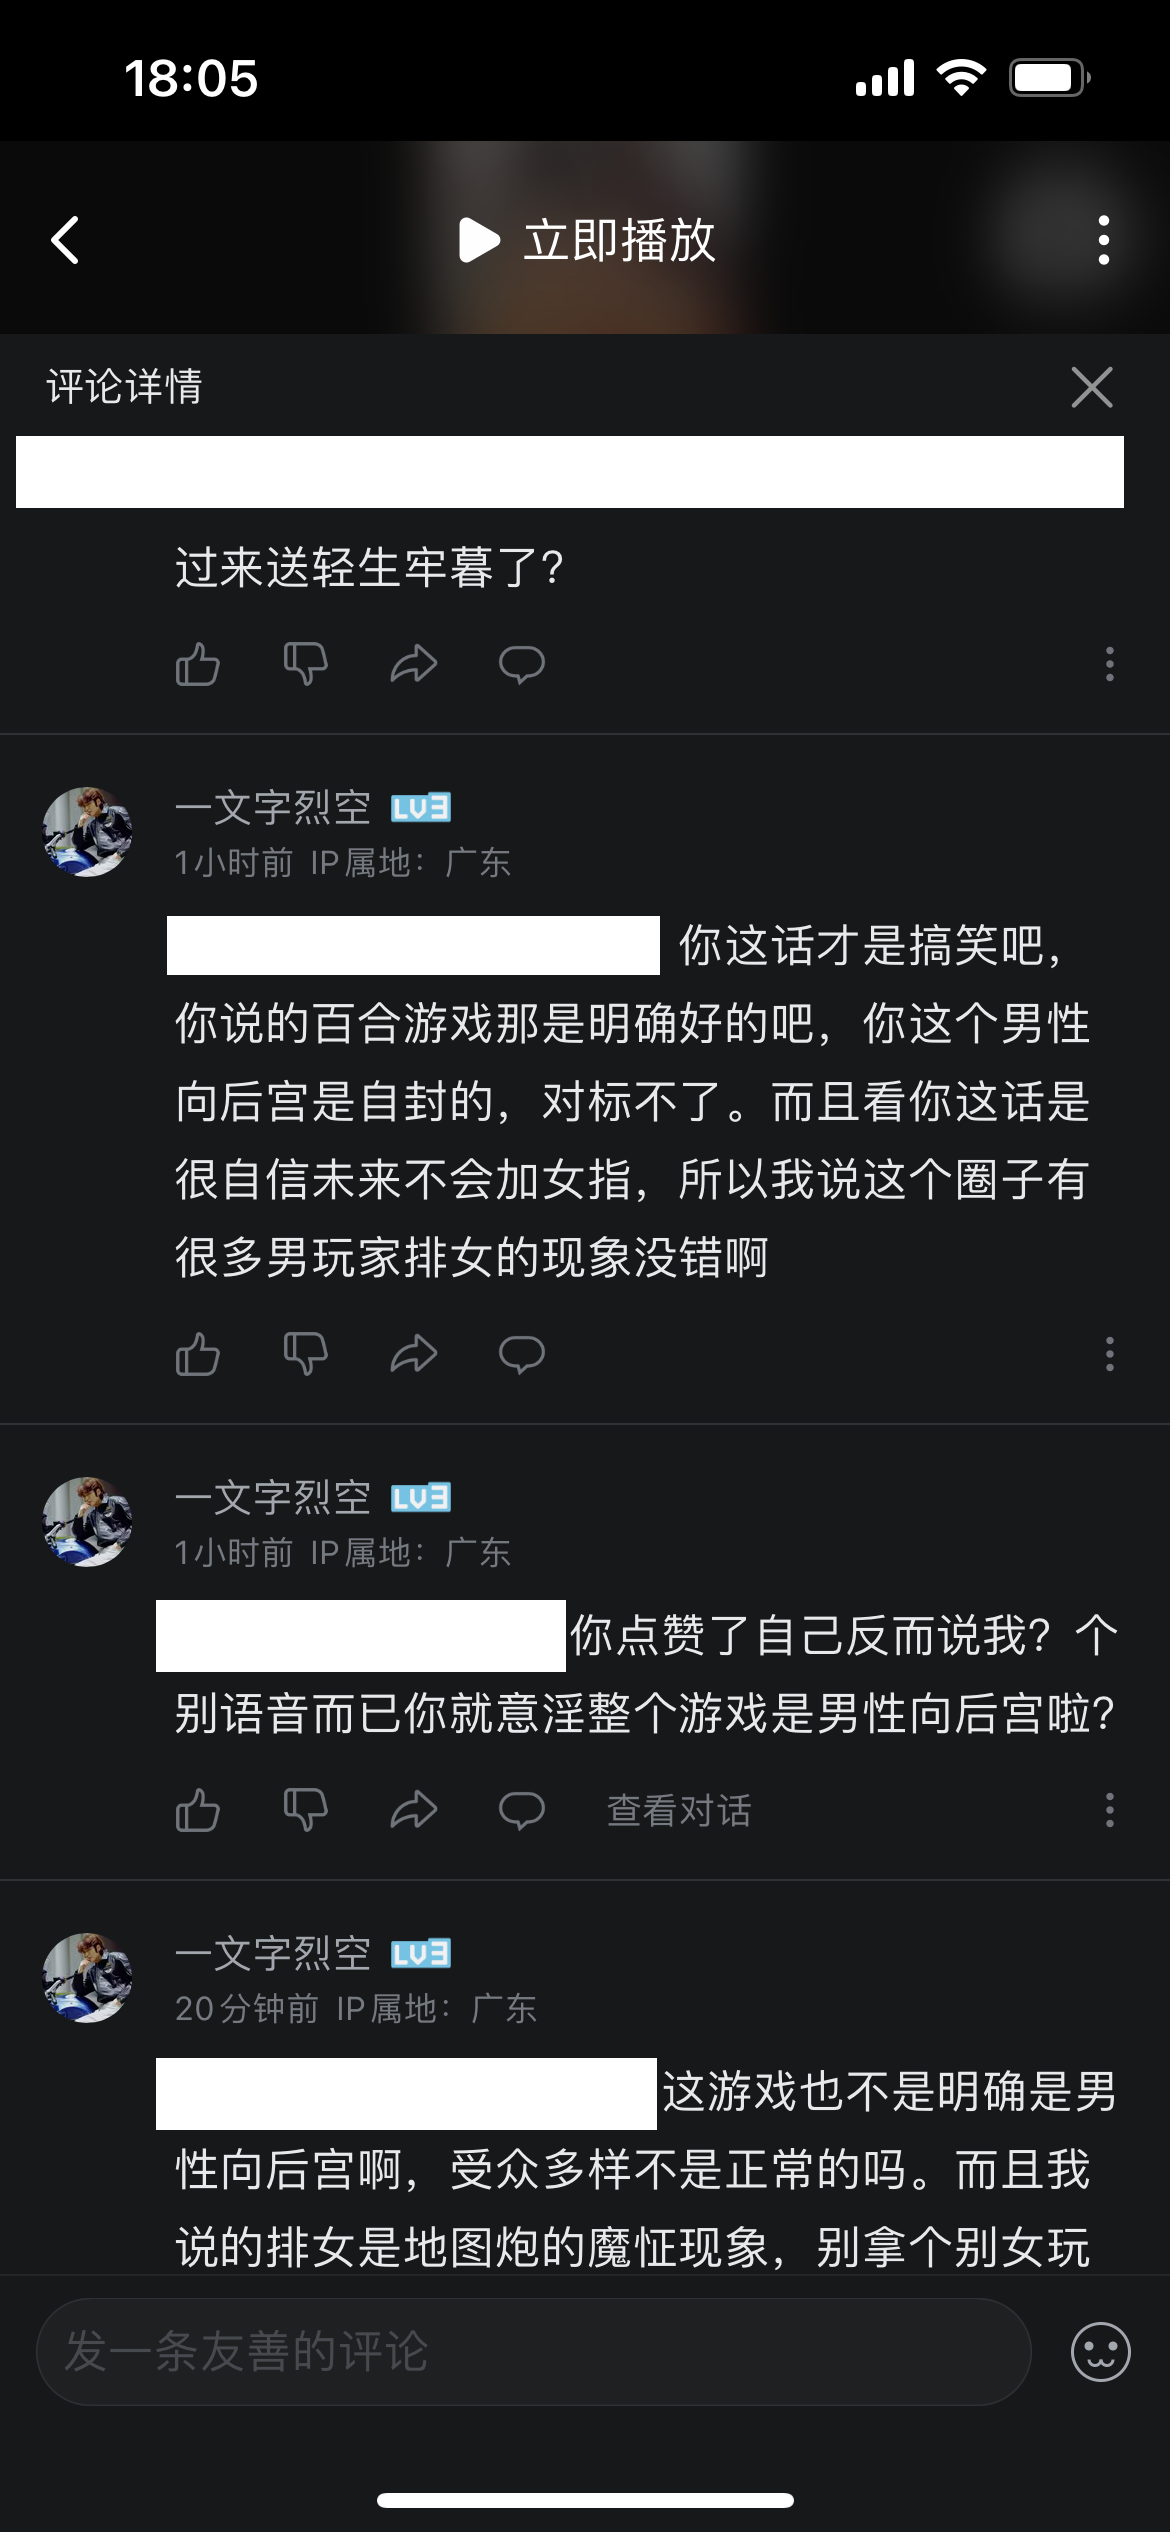 18:05
立即播放
评论详情
过来送轻生牢暮了?
一文字烈空 LV3
1小时前 IP属地：广东
你这话才是搞笑吧，
你说的百合游戏那是明确好的吧，你这个男性
向后宫是自封的，对标不了。而且看你这话是
很自信未来不会加女指，所以我说这个圈子有
很多男玩家排女的现象没错啊
一文字烈空 LV3
1小时前 IP属地：广东
你点赞了自己反而说我？个
别语音而已你就意淫整个游戏是男性向后宫啦?
查看对话
一文字烈空 LV3
20分钟前 IP属地：广东
这游戏也不是明确是男
性向后宫啊，受众多样不是正常的吗。而且我
说的排女是地图炮的魔怔现象，别拿个别女玩
发一条友善的评论